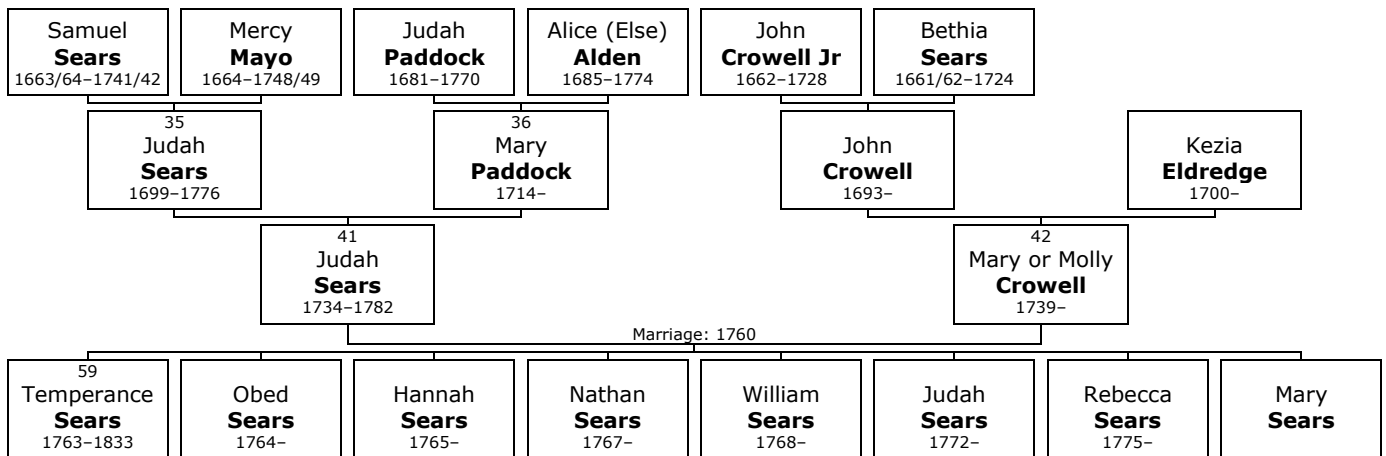 Samuel
Sears
1663/64–1741/42
Mercy
Mayo
1664–1748/49
Judah
Paddock
1681–1770
Alice (Else)
Alden
1685–1774
John
Crowell Jr
1662–1728
Bethia
Sears
1661/62–1724
35
Judah
Sears
1699–1776
36
Mary
Paddock
1714–
John
Crowell
1693–
Kezia
Eldredge
1700–
41
Judah
Sears
1734–1782
42
Mary or Molly
Crowell
1739–
Marriage: 1760
59
Temperance
Sears
1763–1833
Obed
Sears
1764–
Hannah
Sears
1765–
Nathan
Sears
1767–
William
Sears
1768–
Judah
Sears
1772–
Rebecca
Sears
1775–
Mary
Sears